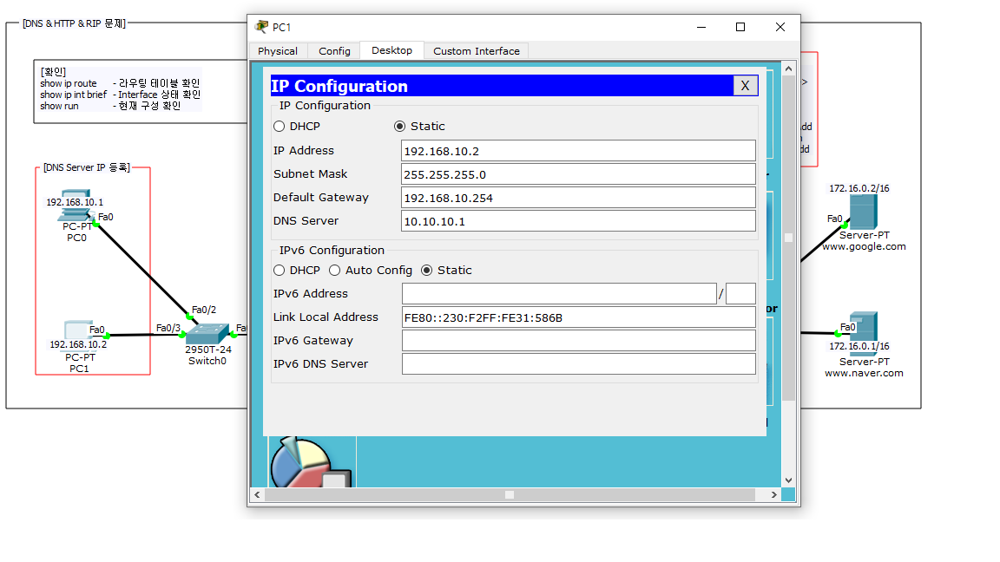 [DNS & HTTP & RIP 문제]
[확인]
show ip route - 라우팅 테이블 확인
show ip int brief - Interface 상태 확인
show run - 현재 구성 확인
[DNS Server IP 등록]
192.168.10.1
Fa0
PC-PT
PC0
Fa0/2
Fa0
Fa0/3
Fa
192.168.10.2
PC-PT
PC1
2950T-24
Switch0
PC1
Physical
Config
Desktop
Custom Interface
IP Configuration
X
IP Configuration
DHCP
Static
IP Address
192.168.10.2
Subnet Mask
255.255.255.0
Default Gateway
192.168.10.254
DNS Server
10.10.10.1
IPv6 Configuration
DHCP
Auto Config
Static
IPv6 Address
/
Link Local Address
FE80::230:F2FF:FE31:586B
IPv6 Gateway
IPv6 DNS Server
or
>
dd
dd
172.16.0.2/16
Fa0
Server-PT
www.google.com
Fa0
172.16.0.1/16
Server-PT
www.naver.com